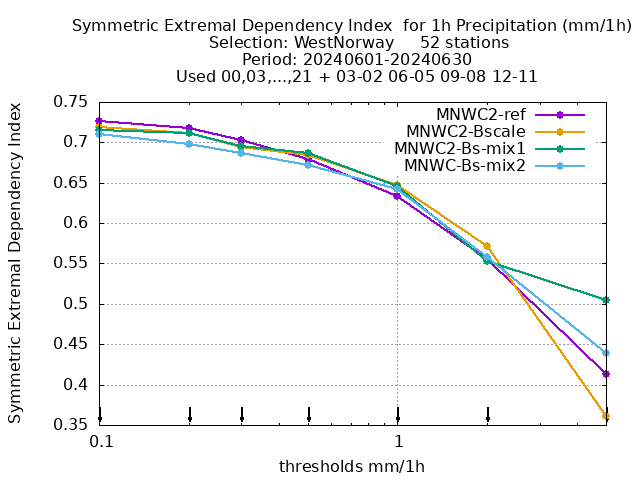 Symmetric Extremal Dependency Index  for 1h Precipitation (mm/1h)
Selection: WestNorway     52 stations
Period: 20240601-20240630
Used 00,03,...,21 + 03-02 06-05 09-08 12-11
Symmetric Extremal Dependency Index
0.75
0.7
0.65
0.6
0.55
0.5
0.45
0.4
0.35
MNWC2-ref
MNWC2-Bscale
MNWC2-Bs-mix1
MNWC-Bs-mix2
0.1
1
thresholds mm/1h